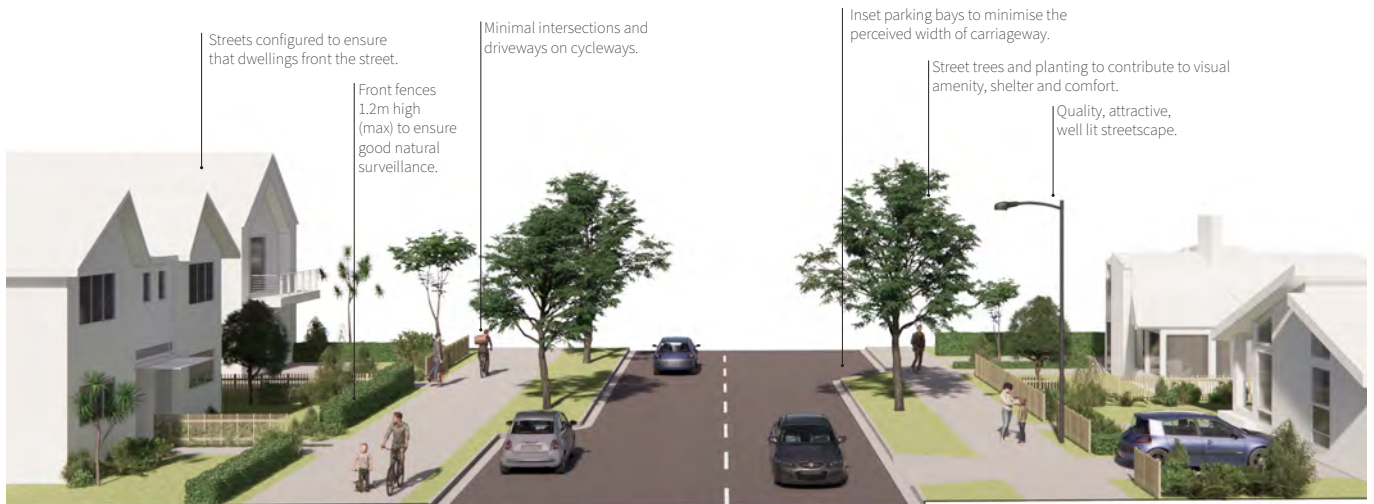 Streets configured to ensure
that dwellings front the street.
Front fences
1.2m high
(max) to ensure
good natural
surveillance.
Minimal intersections and
driveways on cycleways.
Inset parking bays to minimise the
perceived width of carriageway.
Street trees and planting to contribute to visual
amenity, shelter and comfort.
Quality, attractive,
well lit streetscape.